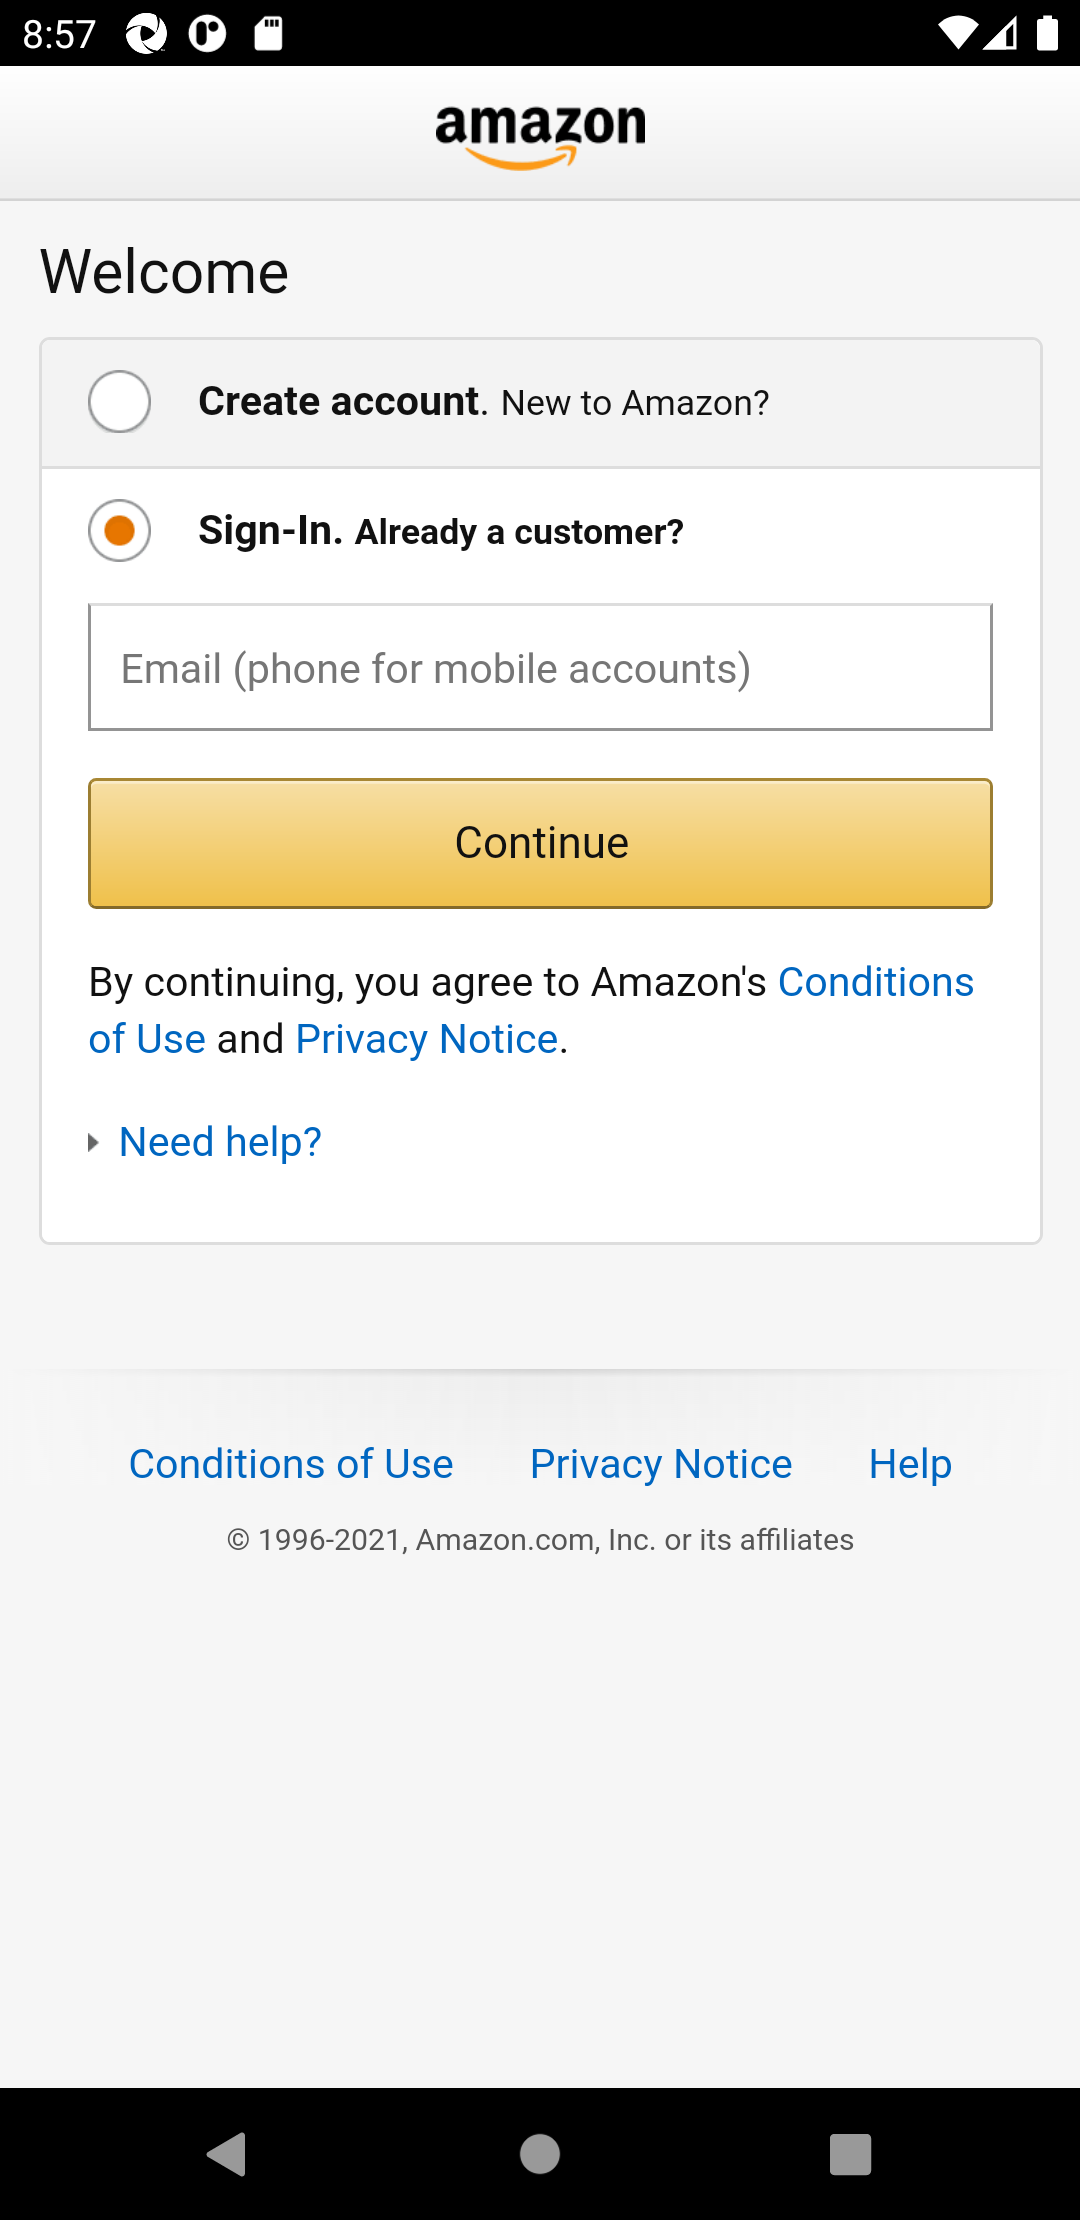 8:57
amazon
Welcome
Create account. New to Amazon?
Sign-In. Already a customer?
Email (phone for mobile accounts)
Continue
By continuing, you agree to Amazon's Conditions
of Use and Privacy Notice.
Need help?
Conditions of Use Privacy Notice Help
© 1996-2021, Amazon.com, Inc. or its affiliates